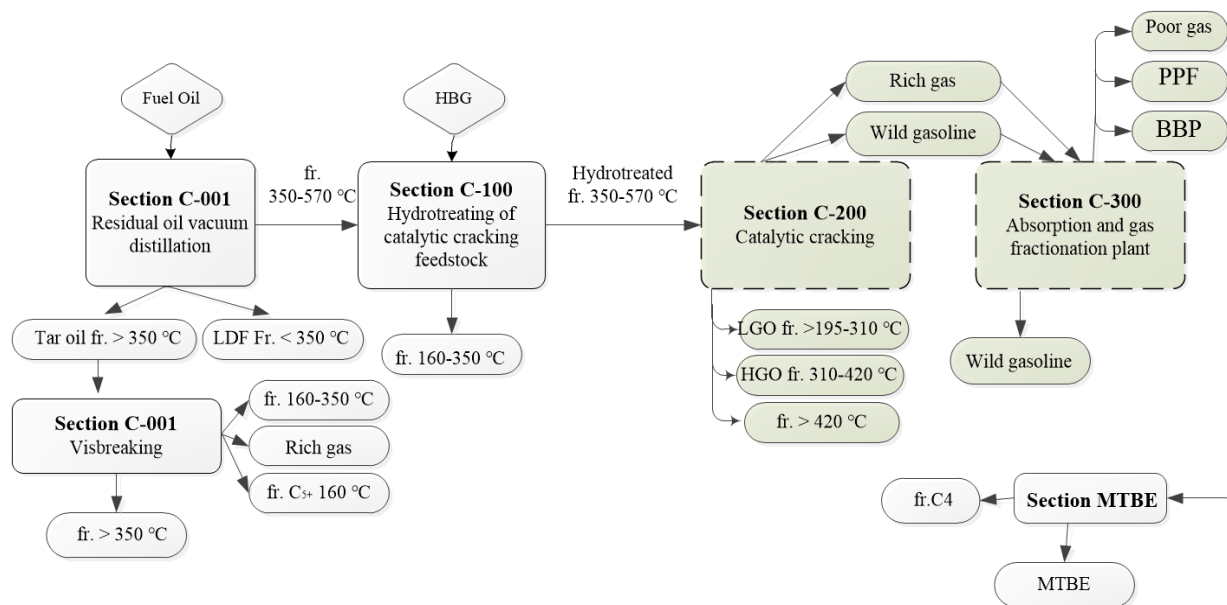 Fuel Oil
HBG
Rich gas
Wild gasoline
Poor gas
PPF
BBP
Section C-001
Residual oil vacuum
distillation
fr.
350-570 °C
Section C-100
Hydrotreating of
catalytic cracking
feedstock
Hydrotreated
fr. 350-570 °C
Section C-200
Catalytic cracking
Section C-300
Absorption and gas
fractionation plant
Tar oil fr. > 350 °C
LDF Fr. < 350 °C
fr. 160-350 °C
LGO fr. >195-310 °C
HGO fr. 310-420 °C
fr. > 420 °C
Wild gasoline
Section C-001
Visbreaking
fr. 160-350 °C
Rich gas
fr. C5+ 160 °C
fr. > 350 °C
fr.C4
Section MTBE
MTBE